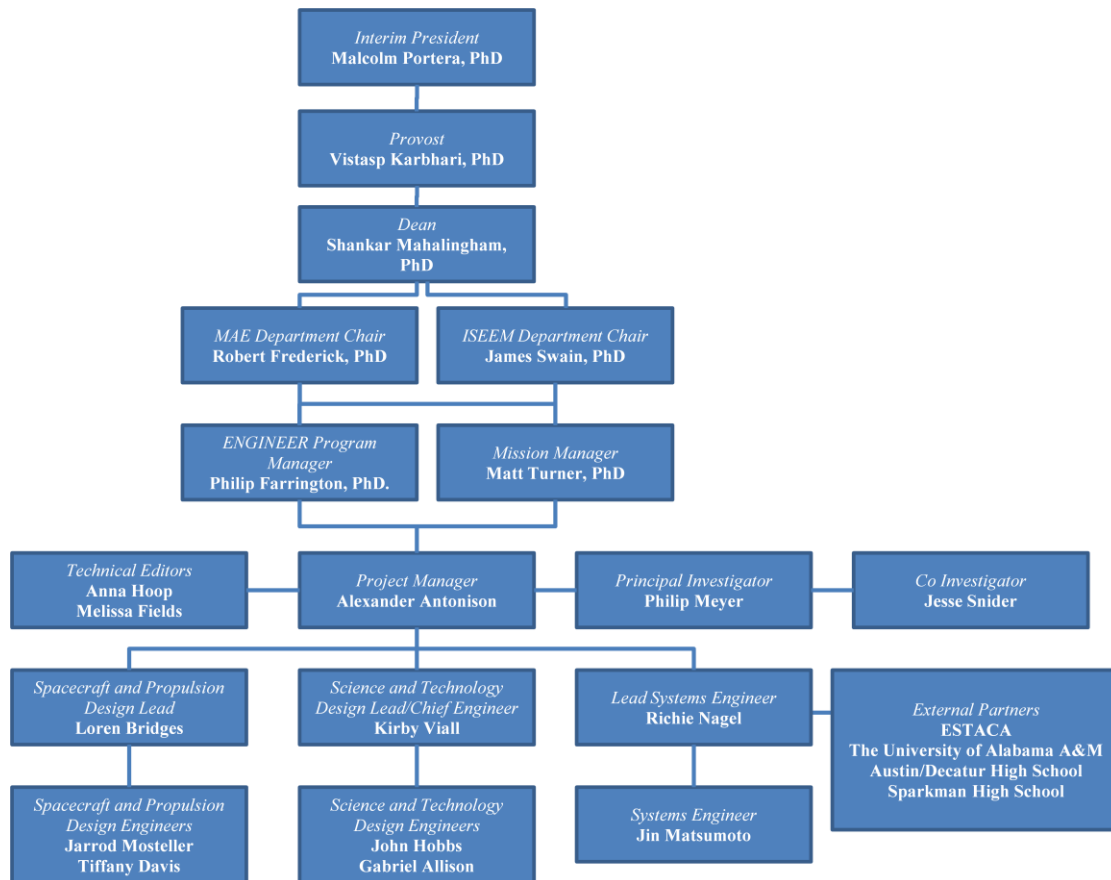 Interim President
Malcolm Portera, PhD
Provost
Vistasp Karbhari, PhD
Dean
Shankar Mahalingham,
PhD
MAE Department Chair
Robert Frederick, PhD
ISEEM Department Chair
James Swain, PhD
ENGINEER Program
Manager
Philip Farrington, PhD.
Mission Manager
Matt Turner, PhD
Technical Editors
Anna Hoop
Melissa Fields
Project Manager
Alexander Antonison
Principal Investigator
Philip Meyer
Co Investigator
Jesse Snider
Spacecraft and Propulsion
Design Lead
Loren Bridges
Science and Technology
Design Lead/Chief Engineer
Kirby Viall
Lead Systems Engineer
Richie Nagel
External Partners
ESTACA
The University of Alabama A&M
Austin/Decatur High School
Sparkman High School
Spacecraft and Propulsion
Design Engineers
Jarrod Mosteller
Tiffany Davis
Science and Technology
Design Engineers
John Hobbs
Gabriel Allison
Systems Engineer
Jin Matsumoto